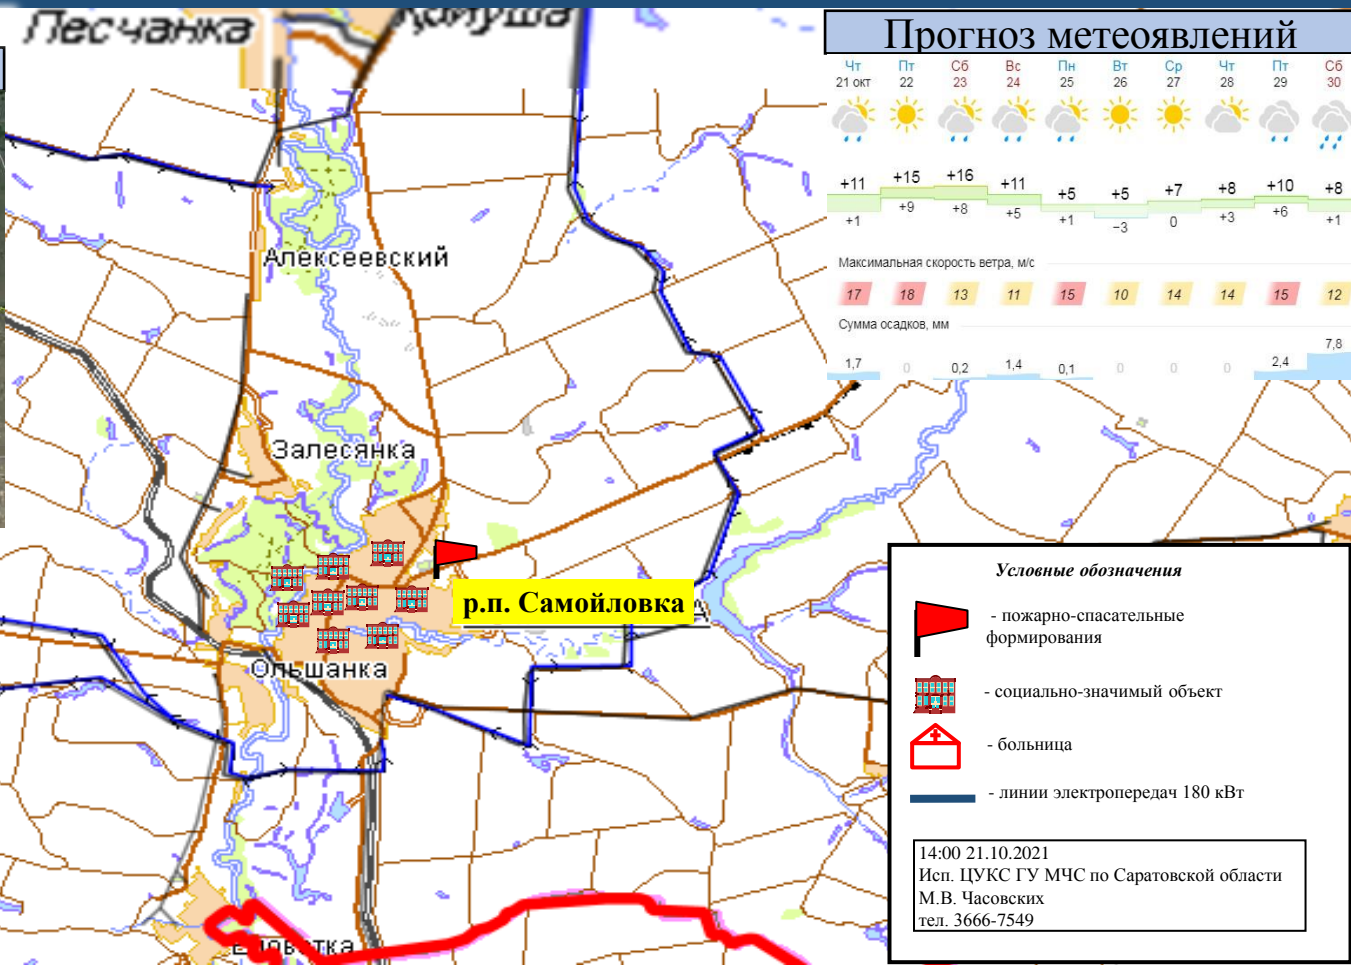 Песчанка
Прогноз метеоявлений
Чт Пт Сб Вс Пн Вт Ср Чт Пт Сб
21 окт 22 23 24 25 26 27 28 29 30
+11 +15 +16 +11 +5 +5 +7 +8 +10 +8
+1 +9 +8 +5 +1 −3 0 +3 +6 +1
Максимальная скорость ветра, м/с
17 18 13 11 15 10 14 14 15 12
Сумма осадков, мм
1,7 0 0,2 1,4 0,1 0 0 0 2,4 7,8
Алексеевский
Залесянка
р.п. Самойловка
Ольшанка
Еловатка
Условные обозначения
- пожарно-спасательные
формирования
- социально-значимый объект
- больница
- линии электропередач 180 кВт
14:00 21.10.2021
Исп. ЦУКС ГУ МЧС по Саратовской области
М.В. Часовских
тел. 3666-7549